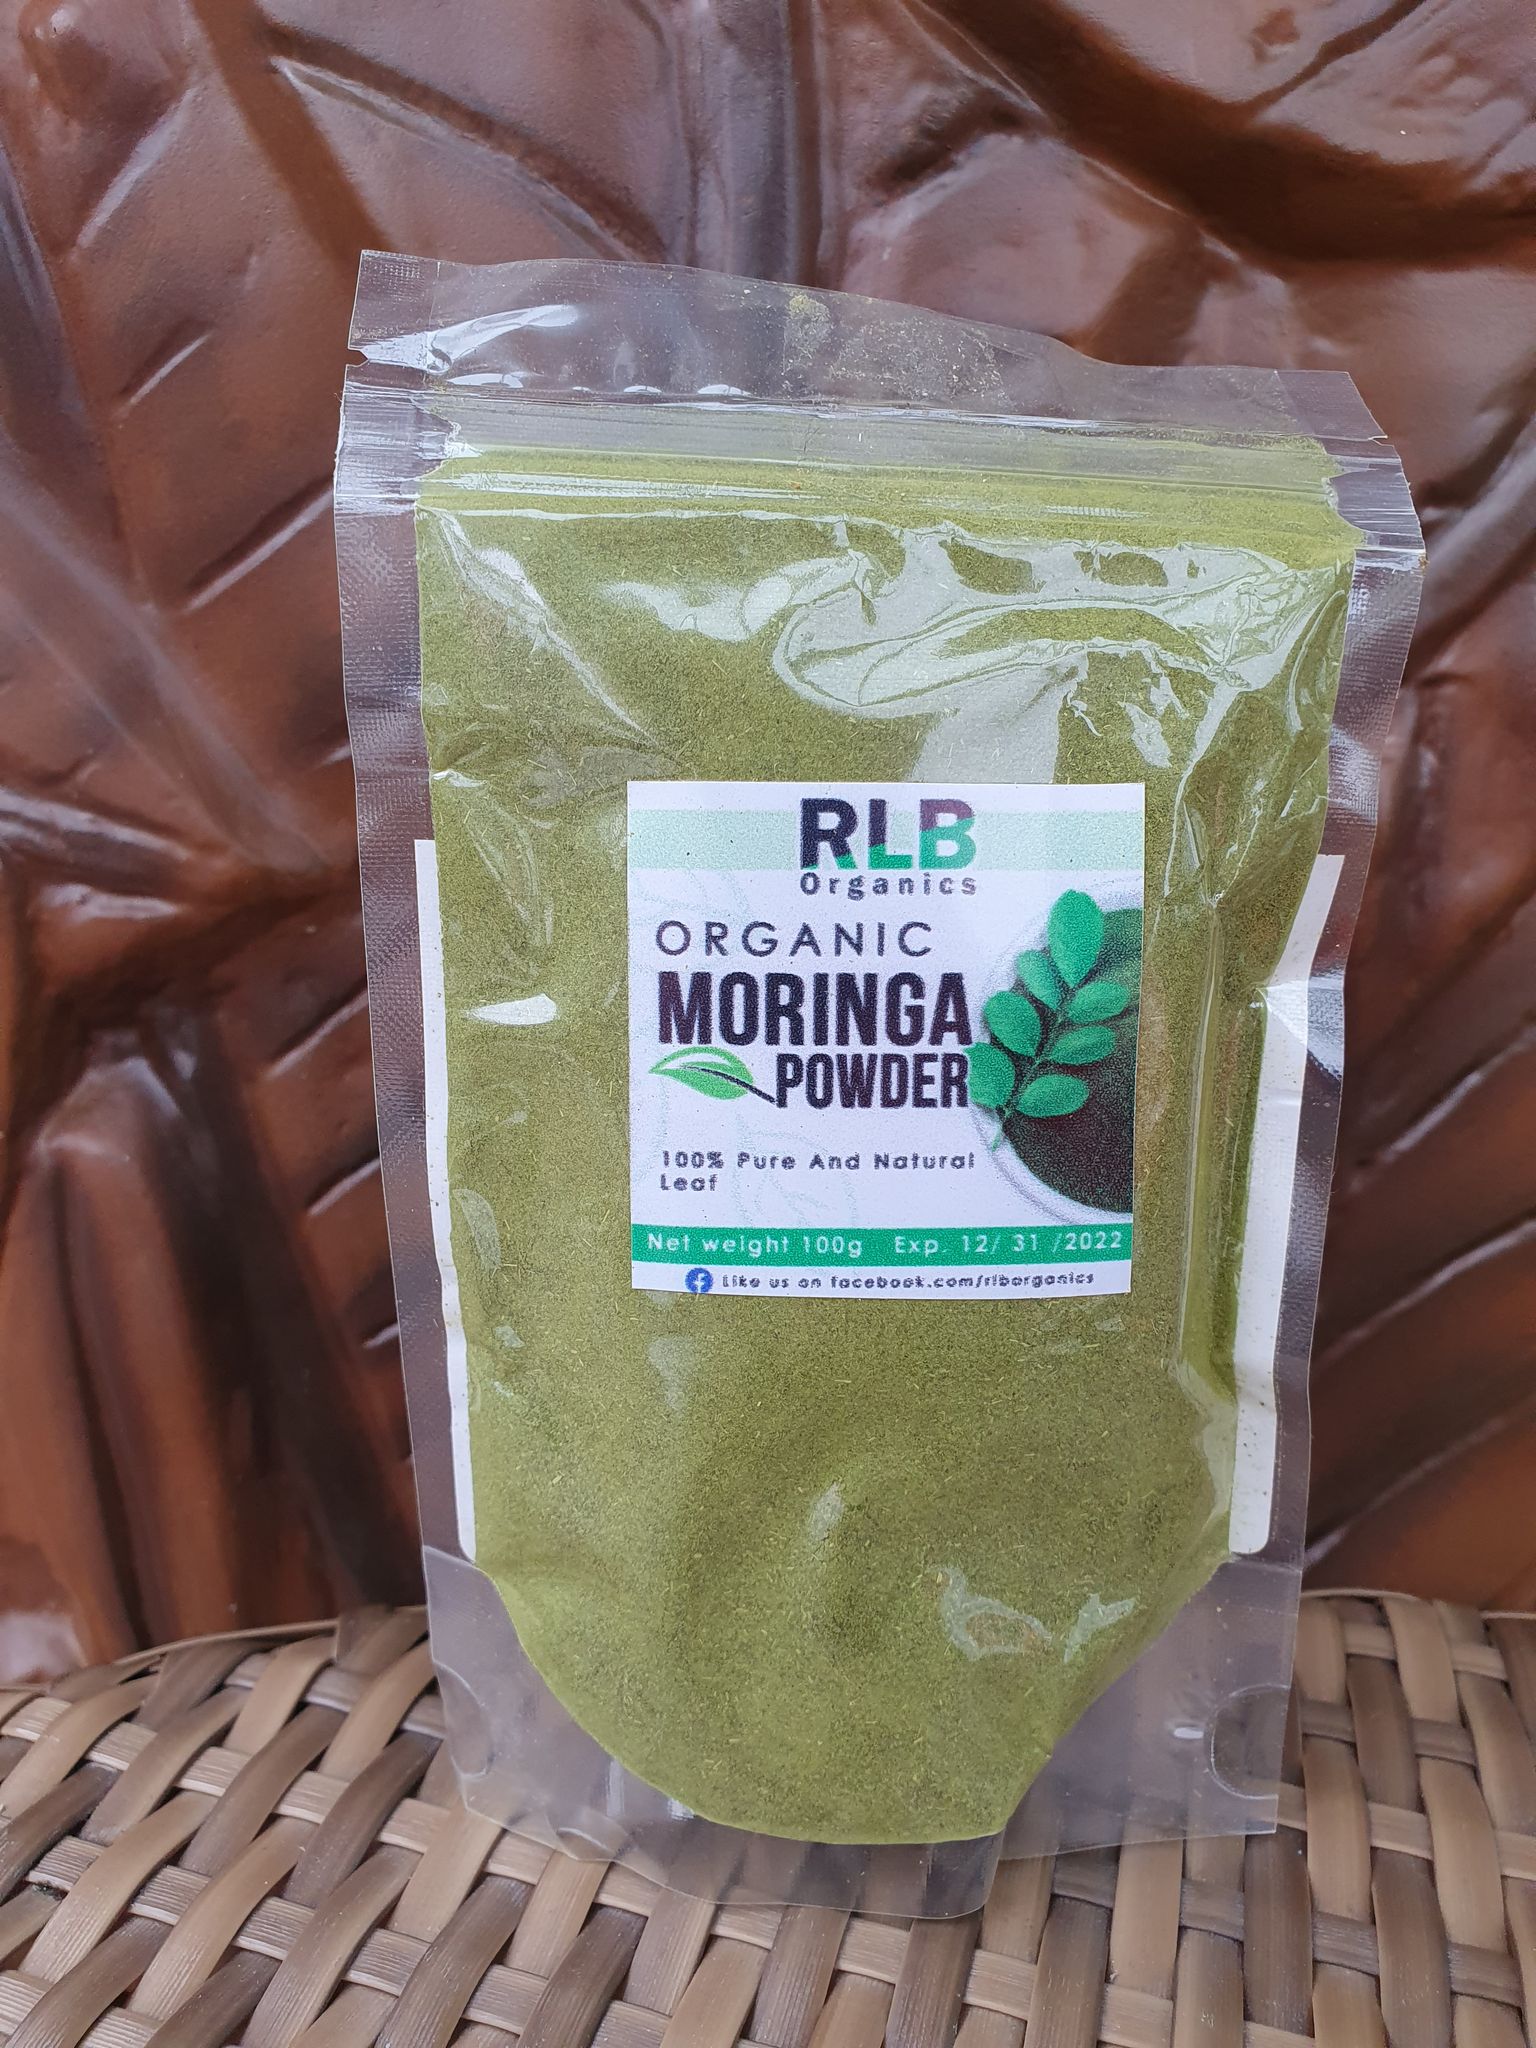 RLB
Organics
ORGANIC
MORINGA
POWDER
100% Pure And Natural
Leaf
Net weight 100g Exp. 12/ 31 /2022
Like us on facebook.com/rlborganics